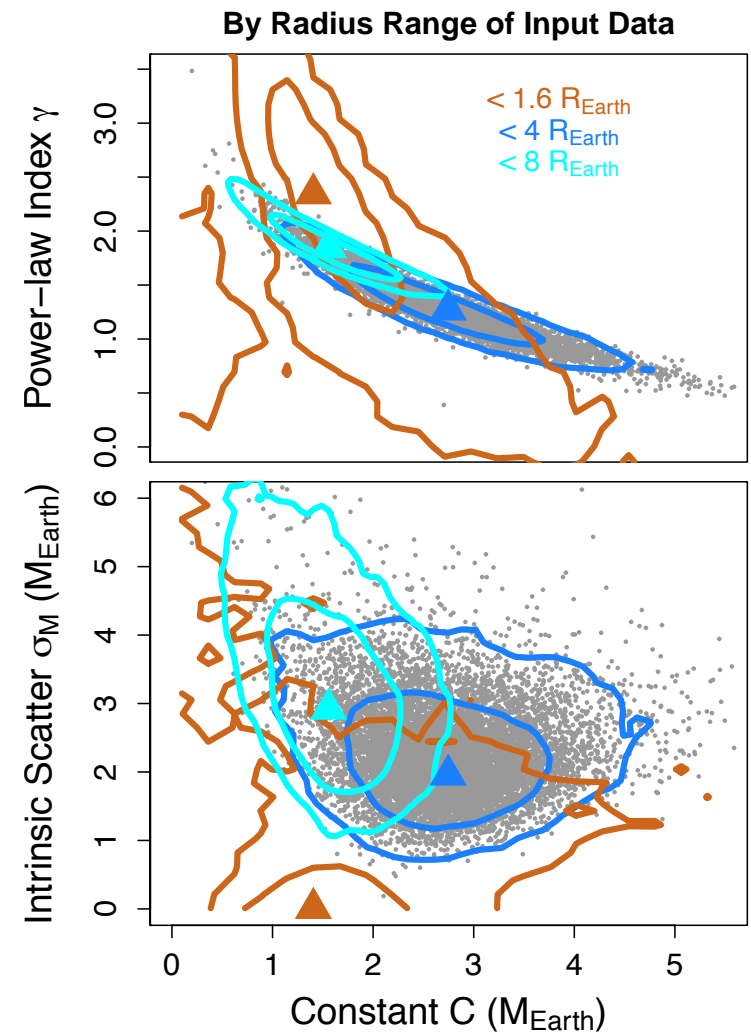 By Radius Range of Input Data
Power−law Index γ
0.0 1.0 2.0 3.0
< 1.6 R_Earth
< 4 R_Earth
< 8 R_Earth
Intrinsic Scatter σ_M (M_Earth)
0 1 2 3 4 5 6
0 1 2 3 4 5
Constant C (M_Earth)